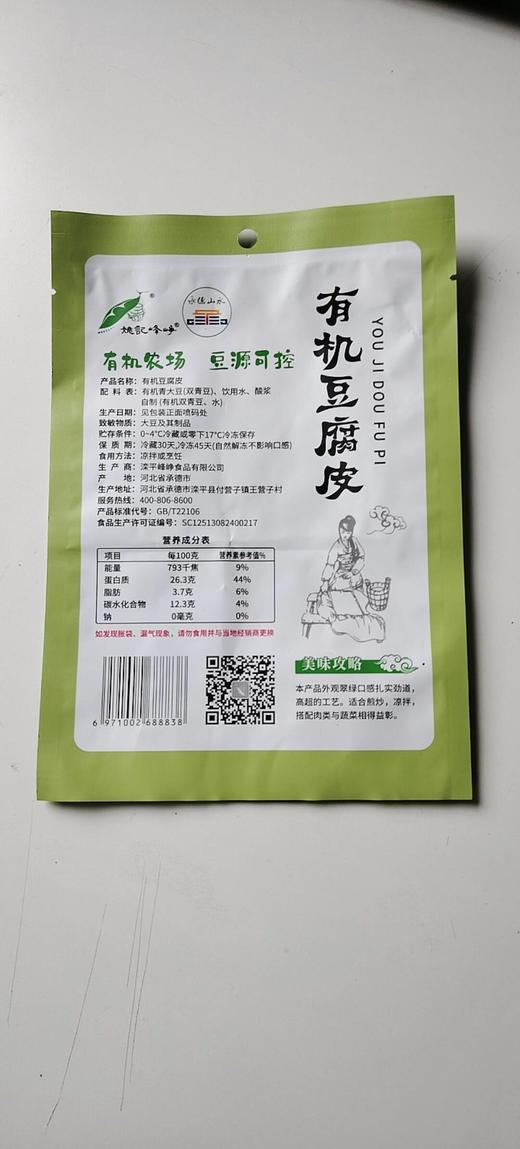 姚記峰峥®
承德山水
有机农场 豆源可控
产品名称：有机豆腐皮
配 料 表：有机青大豆(双青豆)、饮用水、酸浆
自制 (有机双青豆、水)
生产日期：见包装正面喷码处
致敏物质：大豆及其制品
贮存条件：0~4℃冷藏或零下17℃冷冻保存
保 质 期：冷藏30天,冷冻45天(自然解冻不影响口感)
食用方法：凉拌或烹饪
生 产 商：滦平峰峥食品有限公司
产 地：河北省承德市
生产地址：河北省承德市滦平县付营子镇王营子村
服务热线：400-806-8600
产品标准代号：GB/T22106
食品生产许可证编号：SC12513082400217
营养成分表
项目 每100克 营养素参考值%
能量 793千焦 9%
蛋白质 26.3克 44%
脂肪 3.7克 6%
碳水化合物 12.3克 4%
钠 0毫克 0%
如发现胀袋、漏气现象，请勿食用并与当地经销商更换
6 971002 688838
有机豆腐皮
YOU JI DOU FU PI
美味攻略
本产品外观翠绿口感扎实劲道，
高超的工艺。适合煎炒，凉拌，
搭配肉类与蔬菜相得益彰。